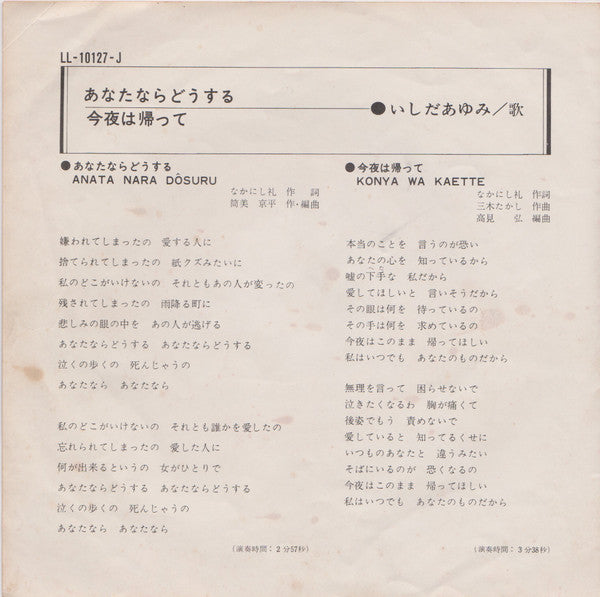 LL-10127-J
あなたならどうする
今夜は帰って
●いしだあゆみ／歌
●あなたならどうする
ANATA NARA DÔSURU
なかにし礼 作 詞
筒美 京平 作・編曲
嫌われてしまったの 愛する人に
捨てられてしまった 紙クズみたいに
私のどこがいけないの それともあの人が変ったの
残されてしまったの 雨降る町に
悲しみの眼の中を あの人が逃げる
あなたならどうする あなたならどうする
泣くの歩くの 死んじゃうの
あなたなら あなたなら
私のどこがいけないの それとも誰かを愛したの
忘れられてしまったの 愛した人に
何が出来るというの 女がひとりで
あなたならどうする あなたならどうする
泣くの歩くの 死んじゃうの
あなたなら あなたなら
(演奏時間：2分57秒)
●今夜は帰って
KONYA WA KAETTE
なかにし礼 作詞
三木たかし 作曲
高見 弘 編曲
本当のことを 言うのが恐い
あなたの心を 知っているから
嘘の下手な 私だから
へた
愛してほしいと 言いそうだから
その眼は何を 待っているの
その手は何を 求めているの
今夜はこのまま 帰ってほしい
私はいつでも あなたのものだから
無理を言って 困らせないで
泣きたくなるわ 胸が痛くて
後姿でもう 責めないで
愛していると 知ってるくせに
いつものあなたと 違うみたい
そばにいるのが 恐くなるの
今夜はこのまま 帰ってほしい
私はいつでも あなたのものだから
(演奏時間：3分38秒)